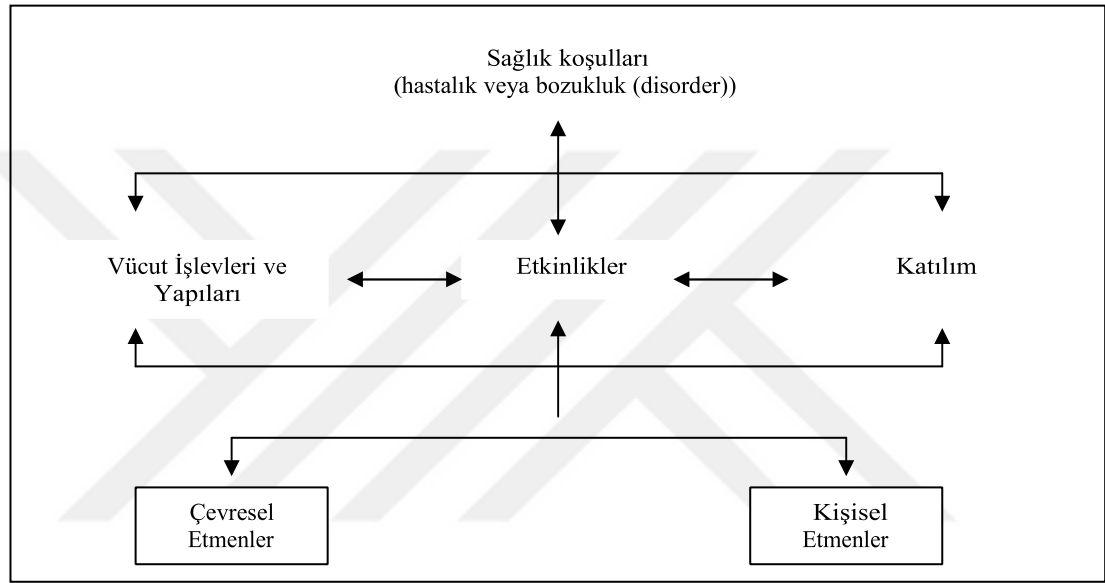 Sağlık koşulları
(hastalık veya bozukluk (disorder))
Vücut İşlevleri ve
Yapıları
Etkinlikler
Katılım
Çevresel
Etmenler
Kişisel
Etmenler